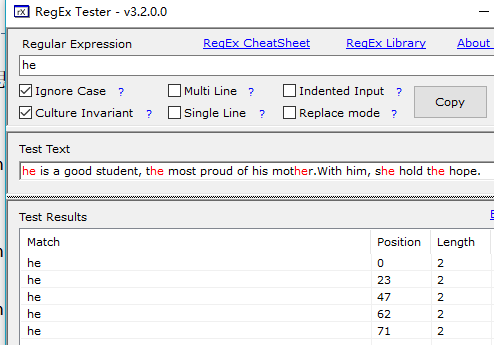 rX RegEx Tester - v3.2.0.0
Regular Expression RegEx CheatSheet RegEx Library About
he
Ignore Case ? Multi Line ? Indented Input ? Copy
Culture Invariant ? Single Line ? Replace mode ?
Test Text
he is a good student, the most proud of his mother.With him, she hold the hope.
Test Results
Match Position Length
he 0 2
he 23 2
he 47 2
he 62 2
he 71 2